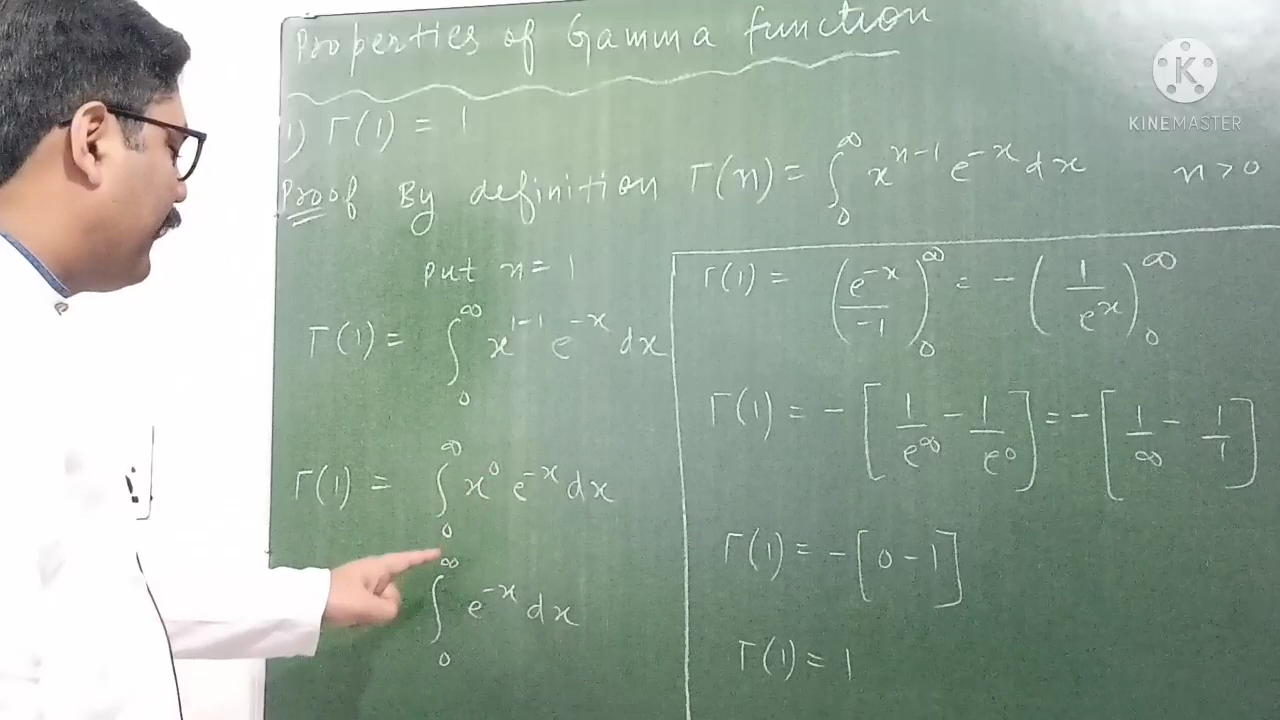 Properties of Gamma function
1) Γ(1) = 1
Proof By definition Γ(n) = ∫₀^∞ x^{n-1} e^{-x} dx n > 0
Put n = 1
Γ(1) = ∫₀^∞ x^{1-1} e^{-x} dx
Γ(1) = ∫₀^∞ x^0 e^{-x} dx
∫₀^∞ e^{-x} dx
Γ(1) = (e^{-x}/-1)₀^∞ = -(1/e^x)₀^∞
Γ(1) = -[1/e^∞ - 1/e^0] = -[1/∞ - 1/1]
Γ(1) = -[0 - 1]
Γ(1) = 1
K
KINEMASTER